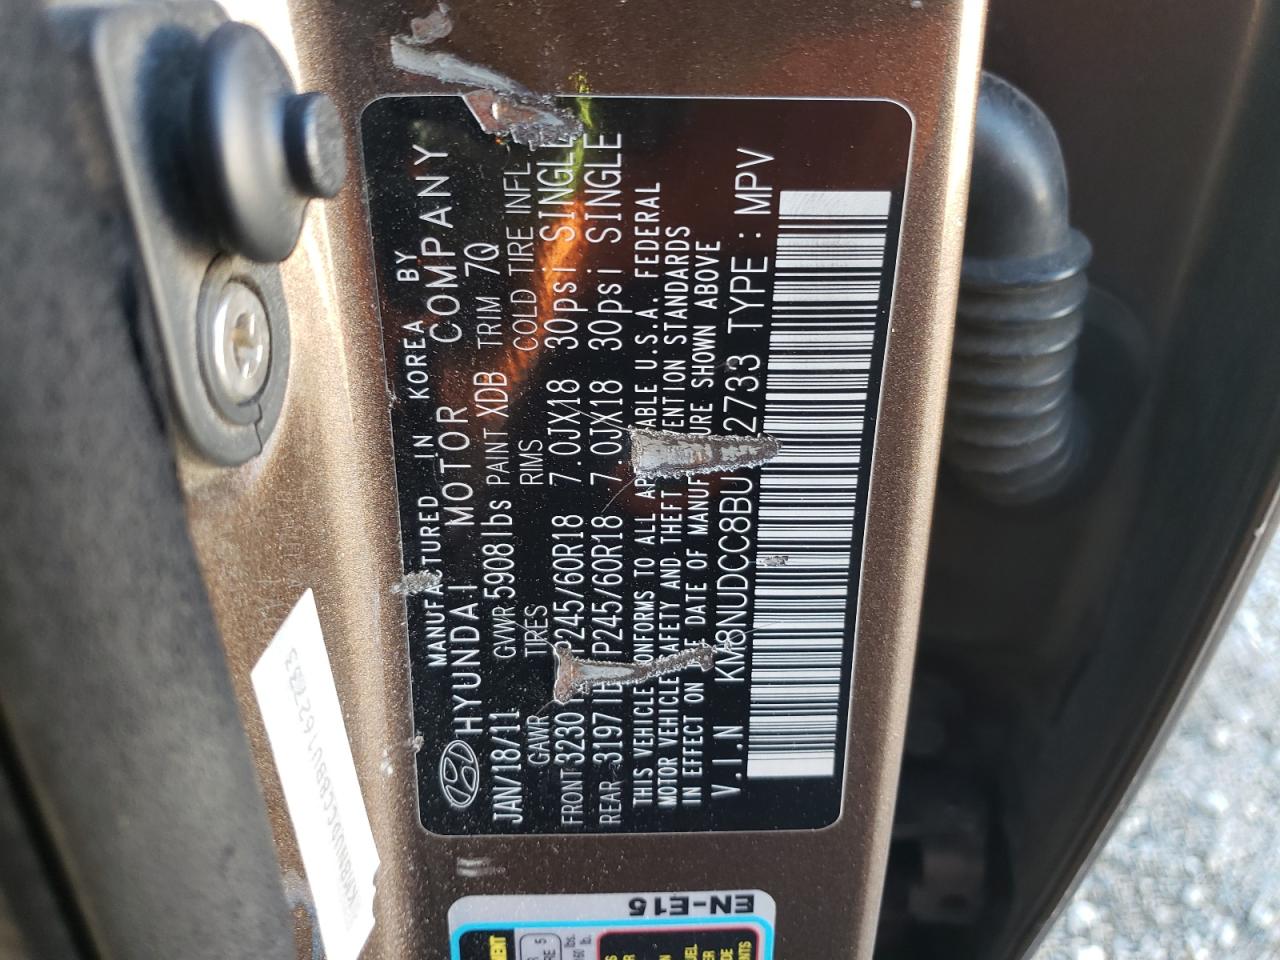 MANUFACTURED IN KOREA BY
HYUNDAI MOTOR COMPANY
JAN/18/11 GVWR 5908 lbs PAINT XDB TRIM 7Q
GAWR TIRES RIMS COLD TIRE INFL
FRONT 3230 P245/60R18 7.0JX18 30psi SINGLE
REAR 3197 P245/60R18 7.0JX18 30psi SINGLE
THIS VEHICLE CONFORMS TO ALL U.S.A. FEDERAL
MOTOR VEHICLE SAFETY AND THEFT STANDARDS
IN EFFECT ON DATE OF SHOWN ABOVE
V.I.N KM8NUDCC8BU 2733 TYPE : MPV
EN-E15